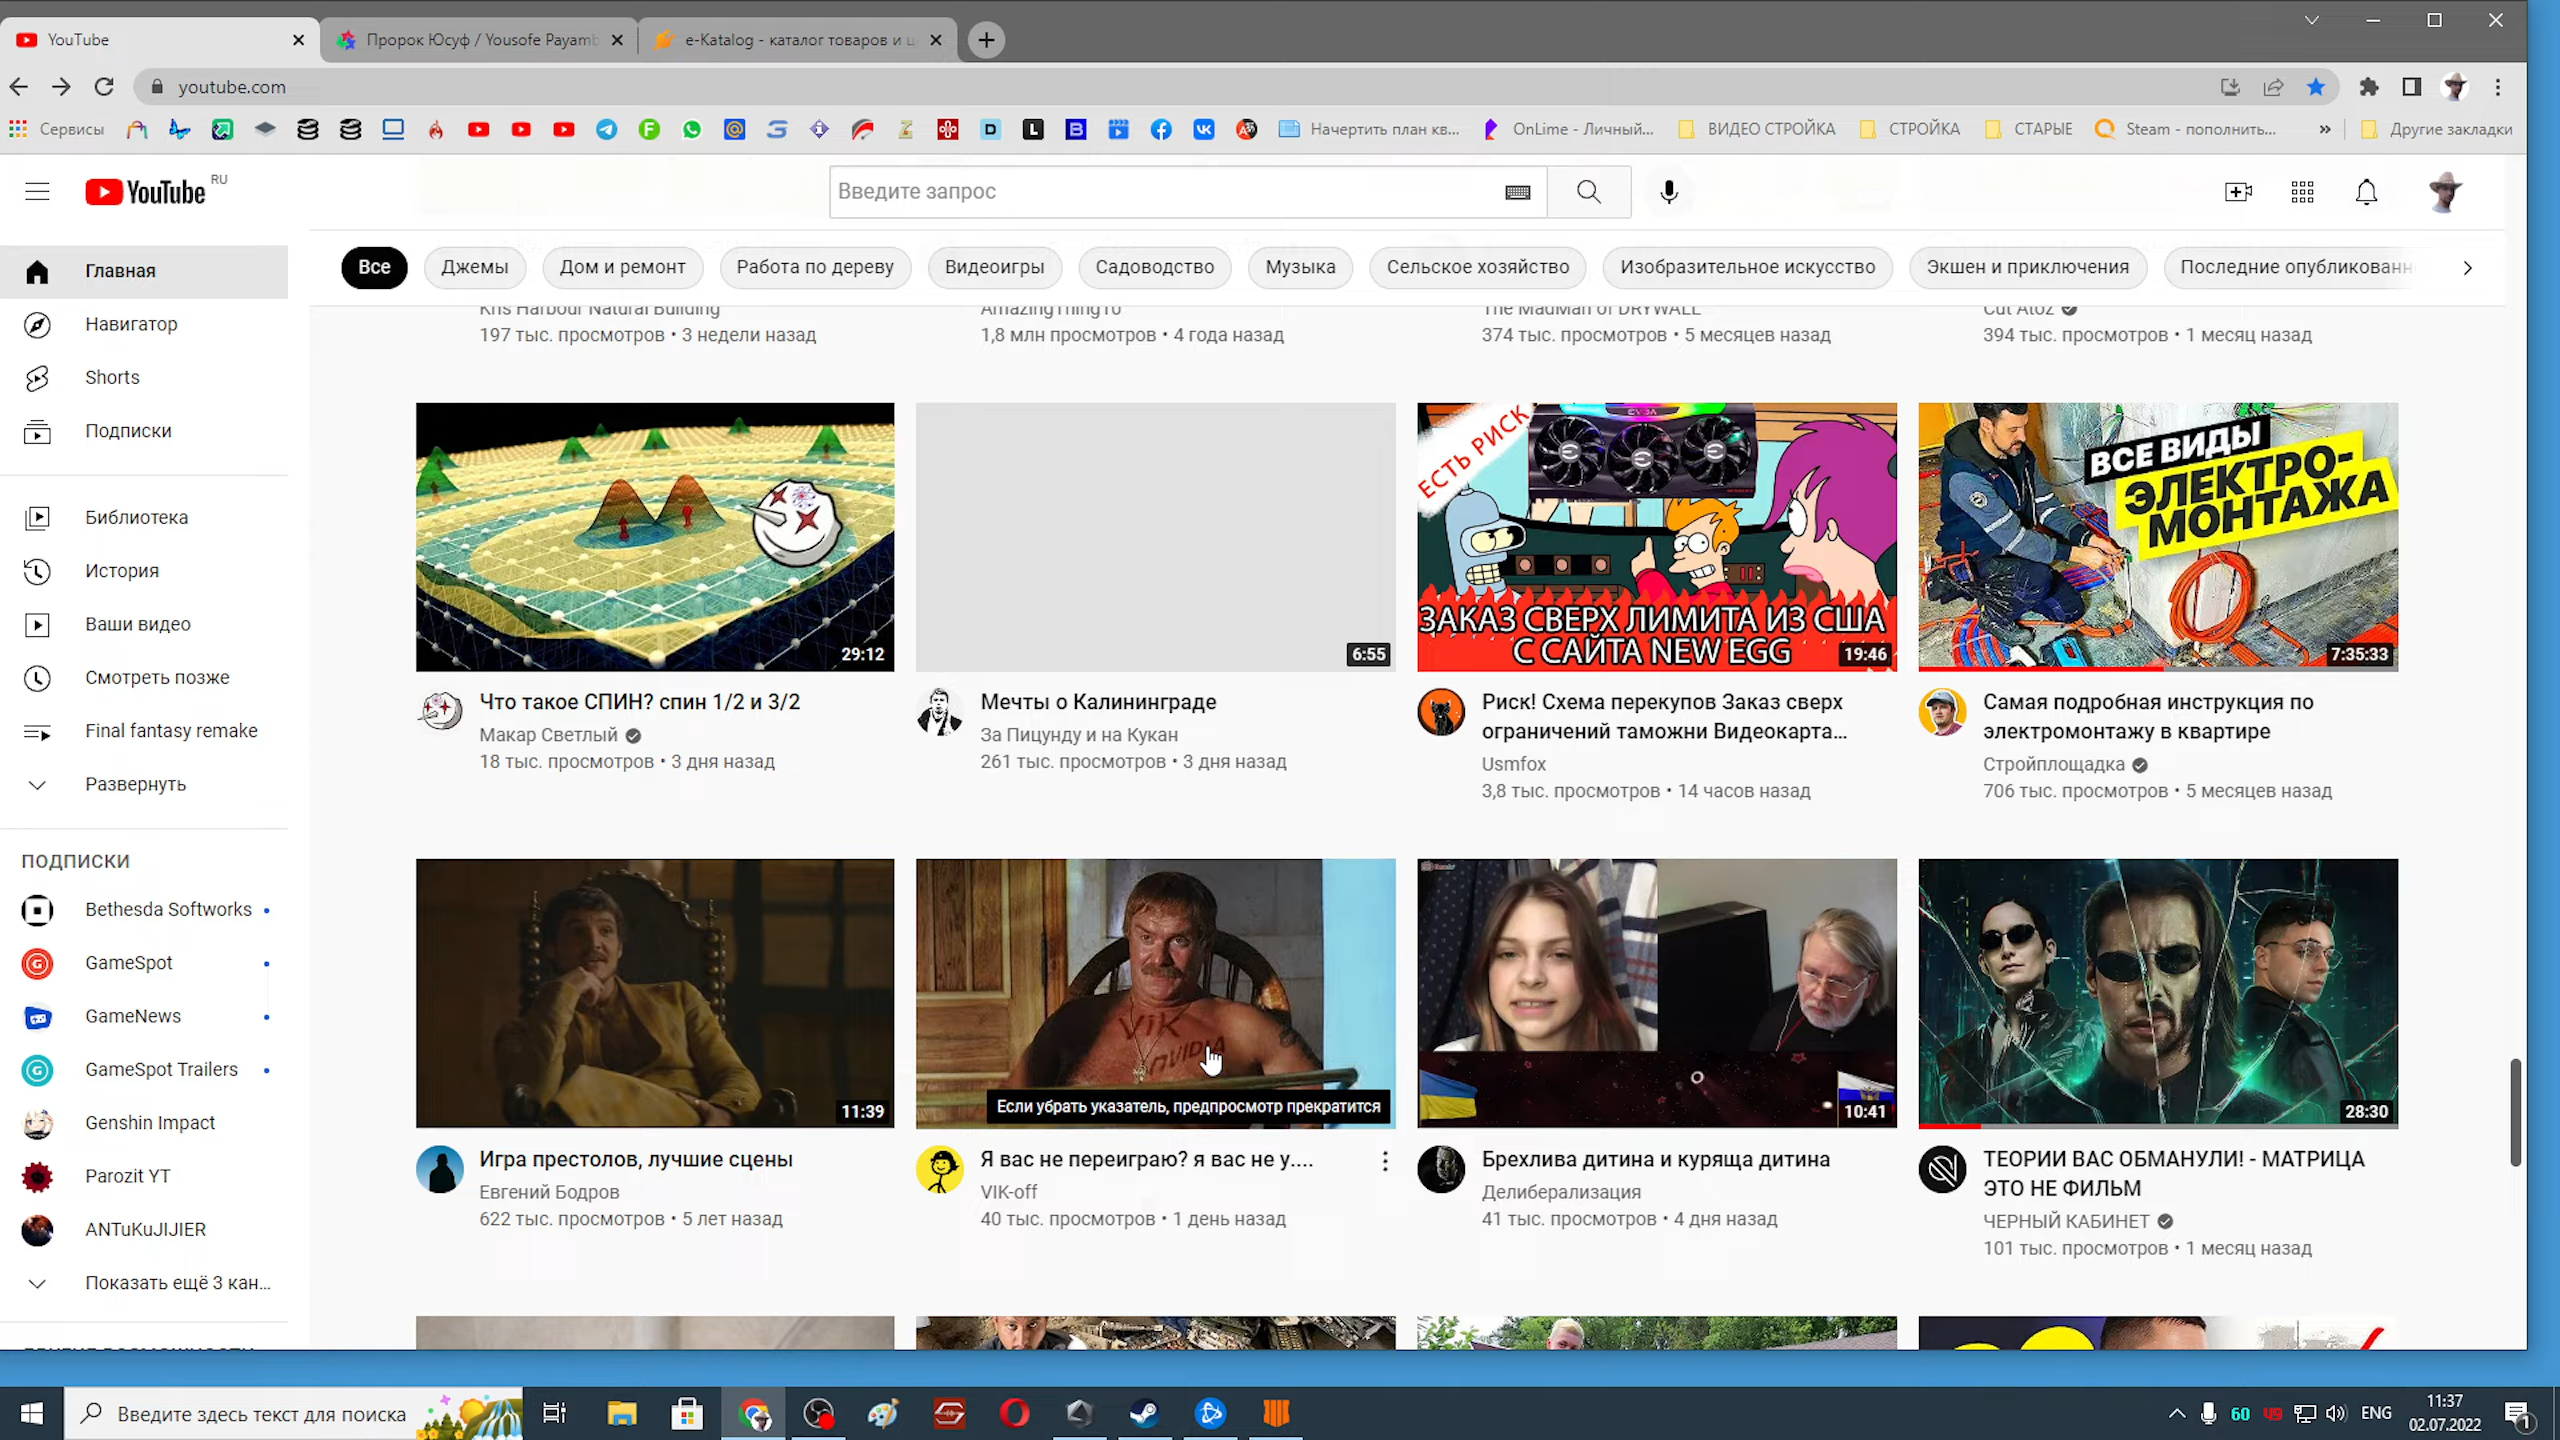 YouTube
Пророк Юсуф / Yousofe Payamb
e-Katalog - каталог товаров и ц
youtube.com
Сервисы
Начертить план кв...
OnLime - Личный...
ВИДЕО СТРОЙКА
СТРОЙКА
СТАРЫЕ
Steam - пополнить...
»
Другие закладки
YouTube RU
Введите запрос
Все
Джемы
Дом и ремонт
Работа по дереву
Видеоигры
Садоводство
Музыка
Сельское хозяйство
Изобразительное искусство
Экшен и приключения
Последние опубликованн
Главная
Навигатор
Shorts
Подписки
Библиотека
История
Ваши видео
Смотреть позже
Final fantasy remake
Развернуть
ПОДПИСКИ
Bethesda Softworks
GameSpot
GameNews
GameSpot Trailers
Genshin Impact
Parozit YT
ANTuKuJIJIER
Показать ещё 3 кан...
Kris Harbour Natural Building
197 тыс. просмотров • 3 недели назад
AmazingThing10
1,8 млн просмотров • 4 года назад
The MadMan of DRYWALL
374 тыс. просмотров • 5 месяцев назад
Cut Atoz
394 тыс. просмотров • 1 месяц назад
29:12
Что такое СПИН? спин 1/2 и 3/2
Макар Светлый
18 тыс. просмотров • 3 дня назад
6:55
Мечты о Калининграде
За Пицунду и на Кукан
261 тыс. просмотров • 3 дня назад
ЕСТЬ РИСК
EVGA
ЗАКАЗ СВЕРХ ЛИМИТА ИЗ США
С САЙТА NEW EGG
19:46
Риск! Схема перекупов Заказ сверх
ограничений таможни Видеокарта...
Usmfox
3,8 тыс. просмотров • 14 часов назад
ВСЕ ВИДЫ
ЭЛЕКТРО-
МОНТАЖА
7:35:33
Самая подробная инструкция по
электромонтажу в квартире
Стройплощадка
706 тыс. просмотров • 5 месяцев назад
11:39
Игра престолов, лучшие сцены
Евгений Бодров
622 тыс. просмотров • 5 лет назад
VIK
NVIDIA
Если убрать указатель, предпросмотр прекратится
Я вас не переиграю? я вас не у....
VIK-off
40 тыс. просмотров • 1 день назад
10:41
Брехлива дитина и куряща дитина
Делиберализация
41 тыс. просмотров • 4 дня назад
28:30
ТЕОРИИ ВАС ОБМАНУЛИ! - МАТРИЦА
ЭТО НЕ ФИЛЬМ
ЧЕРНЫЙ КАБИНЕТ
101 тыс. просмотров • 1 месяц назад
Введите здесь текст для поиска
60
ENG
11:37
02.07.2022
1